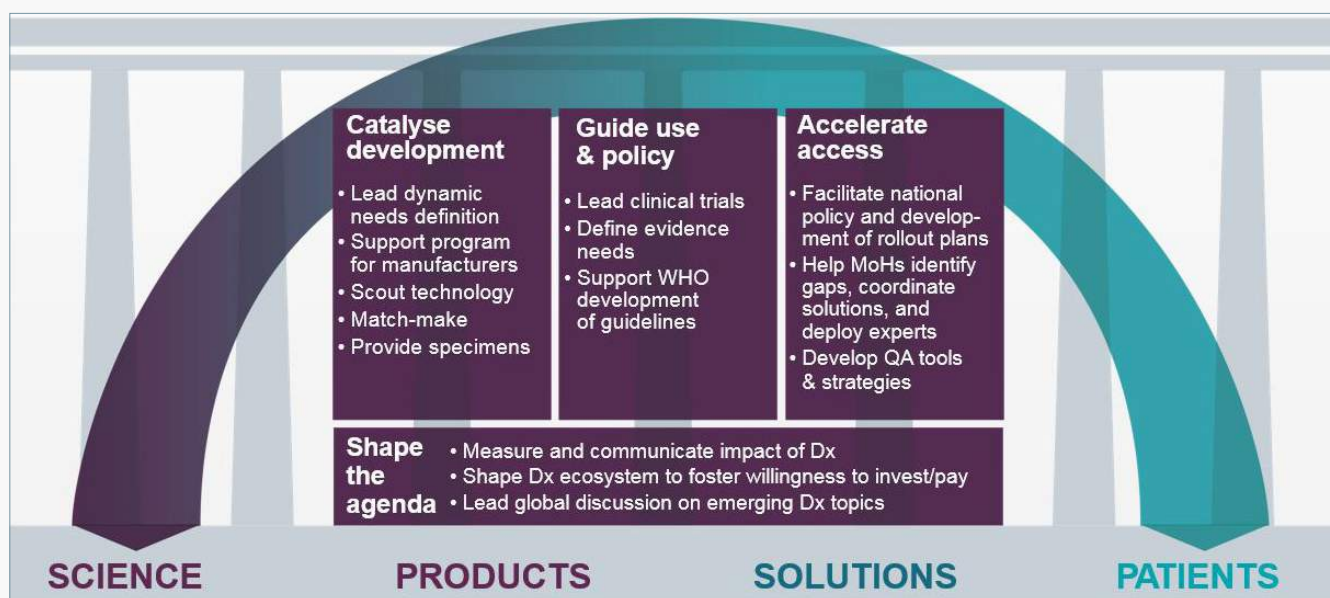 Catalyse
development
• Lead dynamic
needs definition
• Support program
for manufacturers
• Scout technology
• Match-make
• Provide specimens
Guide use
& policy
• Lead clinical trials
• Define evidence
needs
• Support WHO
development
of guidelines
Accelerate
access
• Facilitate national
policy and develop-
ment of rollout plans
• Help MoHs identify
gaps, coordinate
solutions, and
deploy experts
• Develop QA tools
& strategies
Shape
the
agenda
• Measure and communicate impact of Dx
• Shape Dx ecosystem to foster willingness to invest/pay
• Lead global discussion on emerging Dx topics
SCIENCE
PRODUCTS
SOLUTIONS
PATIENTS